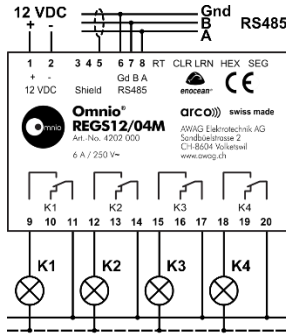 12 VDC
Gnd
B
A
RS485
+ -
1 2 3 4 5 6 7 8 RT CLR LRN HEX SEG
+ - Gd B A
12 VDC Shield RS485
enocean®
CE
Omnio
Omnio®
REGS12/04M
Art.-No. 4202 000
6 A / 250 V~
arco))) swiss made
AWAG Elektrotechnik AG
Sandbüelstrasse 2
CH-8604 Volketswil
www.awag.ch
K1 K2 K3 K4
9 10 11 12 13 14 15 16 17 18 19 20
K1 K2 K3 K4